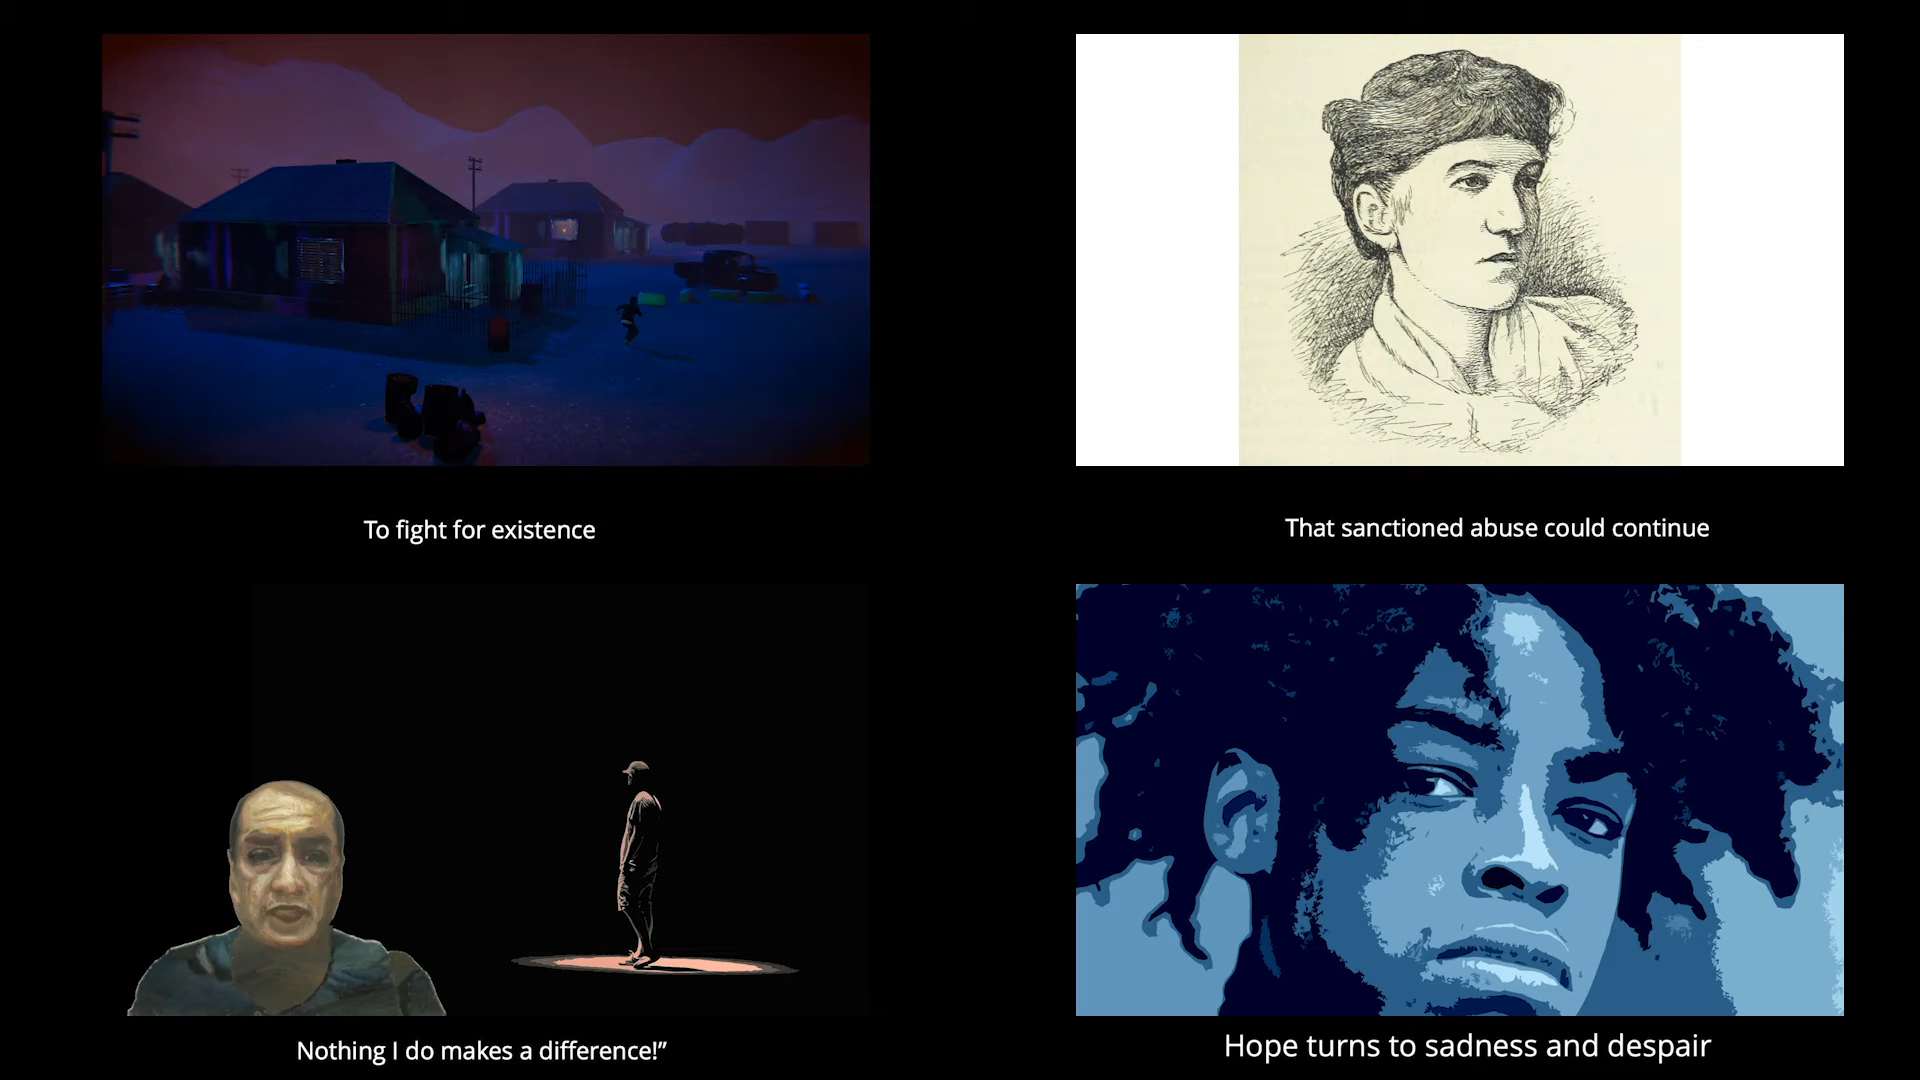 To fight for existence
That sanctioned abuse could continue
Nothing I do makes a difference!”
Hope turns to sadness and despair